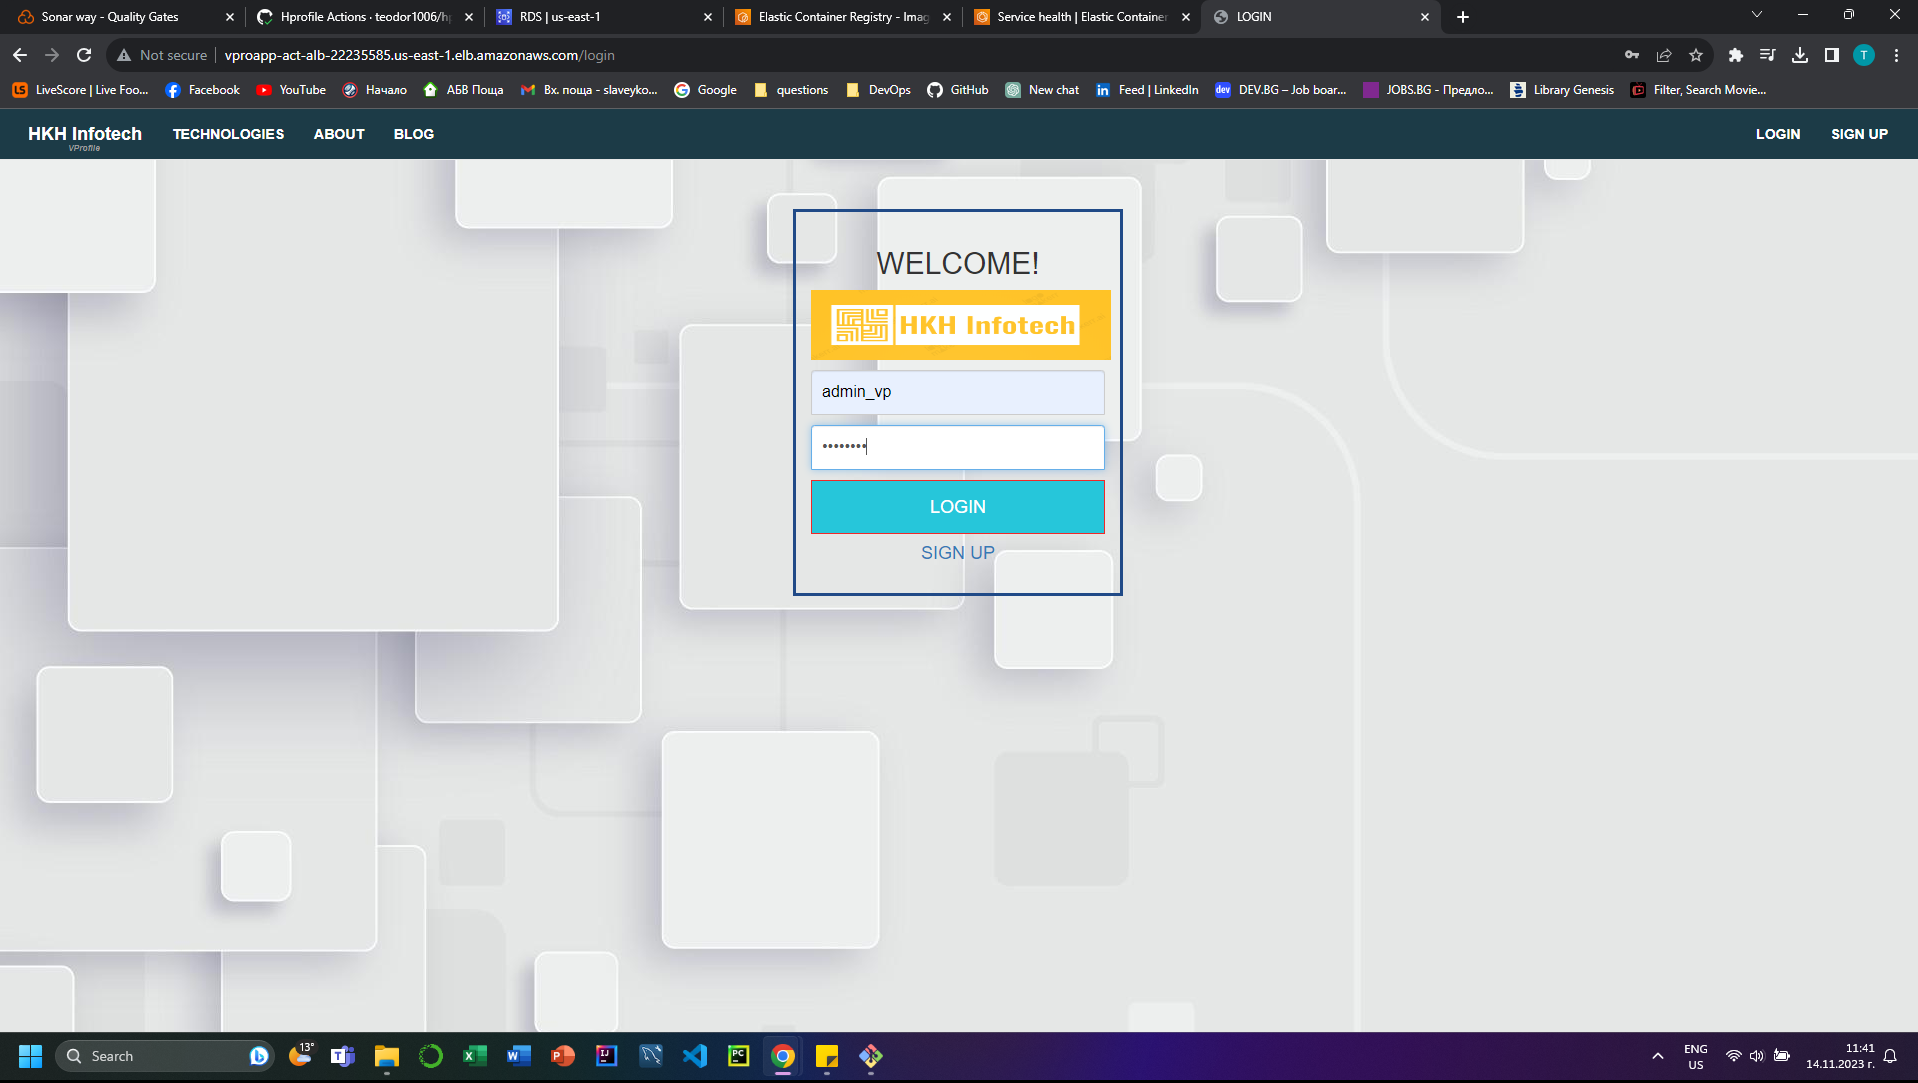 Sonar way - Quality Gates
Hprofile Actions · teodor1006/hp
RDS | us-east-1
Elastic Container Registry - Imag
Service health | Elastic Container
LOGIN
Not secure
vproapp-act-alb-22235585.us-east-1.elb.amazonaws.com/login
T
LS
LiveScore | Live Foo...
Facebook
YouTube
Начало
АБВ Поща
Вх. поща - slaveyko...
Google
questions
DevOps
GitHub
New chat
Feed | LinkedIn
dev
DEV.BG – Job boar...
JOBS.BG - Предло...
Library Genesis
Filter, Search Movie...
HKH Infotech
VProfile
TECHNOLOGIES
ABOUT
BLOG
LOGIN
SIGN UP
WELCOME!
HKH Infotech
admin_vp
••••••••
LOGIN
SIGN UP
Search
13°
ENG
US
11:41
14.11.2023 г.